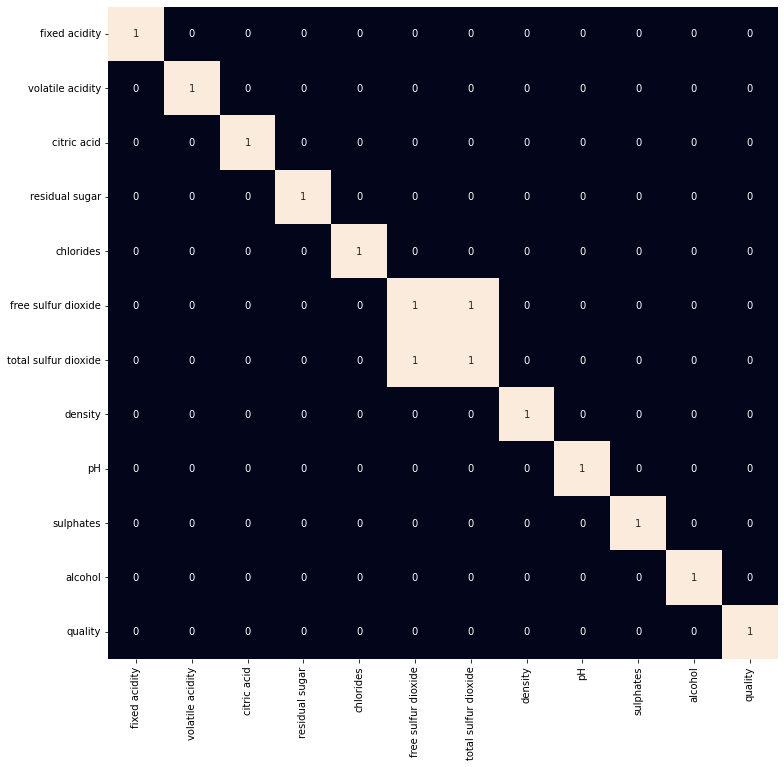 fixed acidity 1 0 0 0 0 0 0 0 0 0 0 0
volatile acidity 0 1 0 0 0 0 0 0 0 0 0 0
citric acid 0 0 1 0 0 0 0 0 0 0 0 0
residual sugar 0 0 0 1 0 0 0 0 0 0 0 0
chlorides 0 0 0 0 1 0 0 0 0 0 0 0
free sulfur dioxide 0 0 0 0 0 1 1 0 0 0 0 0
total sulfur dioxide 0 0 0 0 0 1 1 0 0 0 0 0
density 0 0 0 0 0 0 0 1 0 0 0 0
pH 0 0 0 0 0 0 0 0 1 0 0 0
sulphates 0 0 0 0 0 0 0 0 0 1 0 0
alcohol 0 0 0 0 0 0 0 0 0 0 1 0
quality 0 0 0 0 0 0 0 0 0 0 0 1
fixed acidity
volatile acidity
citric acid
residual sugar
chlorides
free sulfur dioxide
total sulfur dioxide
density
pH
sulphates
alcohol
quality